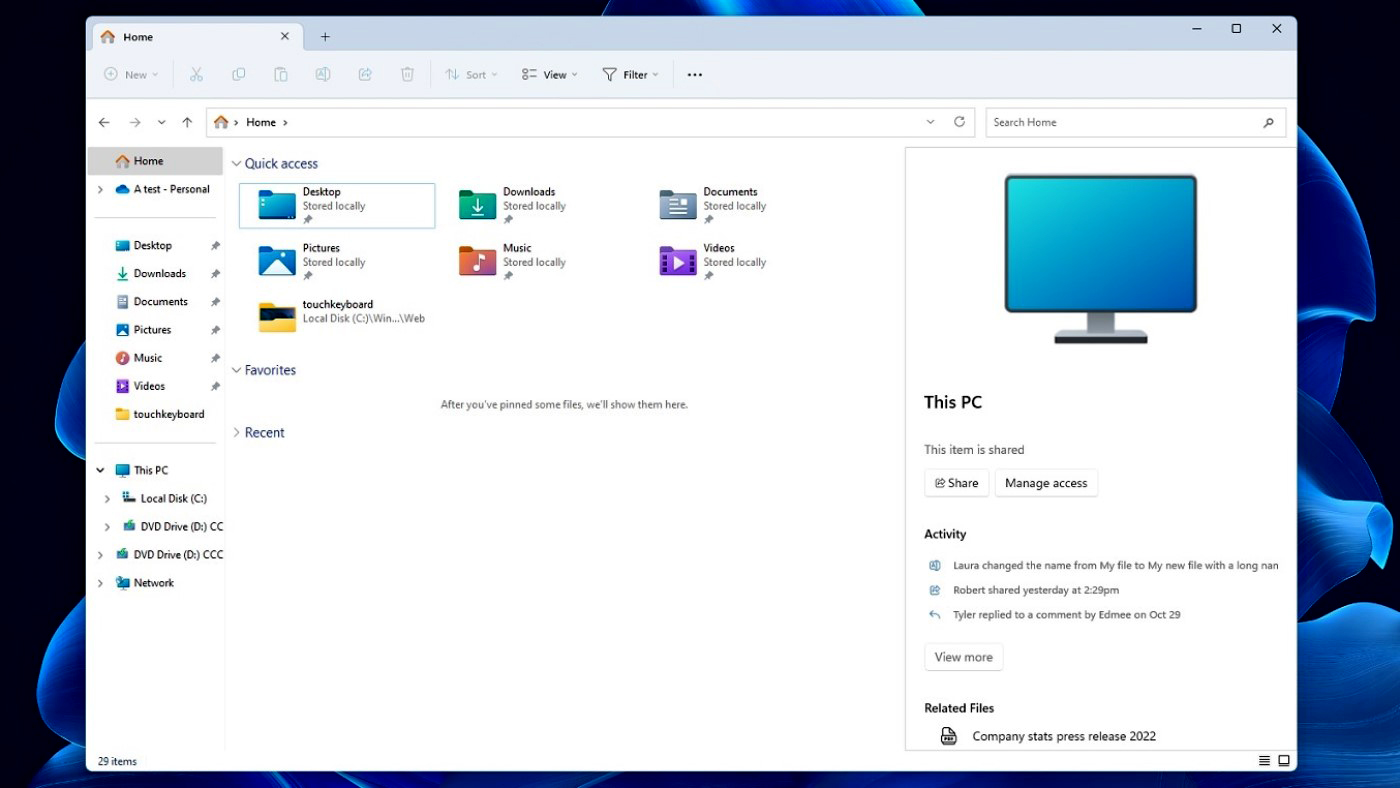 Home
New
Sort
View
Filter
Home
Search Home
Home
A test - Personal
Desktop
Downloads
Documents
Pictures
Music
Videos
touchkeyboard
This PC
Local Disk (C:)
DVD Drive (D:) CC
DVD Drive (D:) CCC
Network
Quick access
Desktop
Stored locally
Downloads
Stored locally
Documents
Stored locally
Pictures
Stored locally
Music
Stored locally
Videos
Stored locally
touchkeyboard
Local Disk (C:)\Win...\Web
Favorites
After you've pinned some files, we'll show them here.
Recent
This PC
This item is shared
Share
Manage access
Activity
Laura changed the name from My file to My new file with a long nan
Robert shared yesterday at 2:29pm
Tyler replied to a comment by Edmee on Oct 29
View more
Related Files
PDF
Company stats press release 2022
29 items